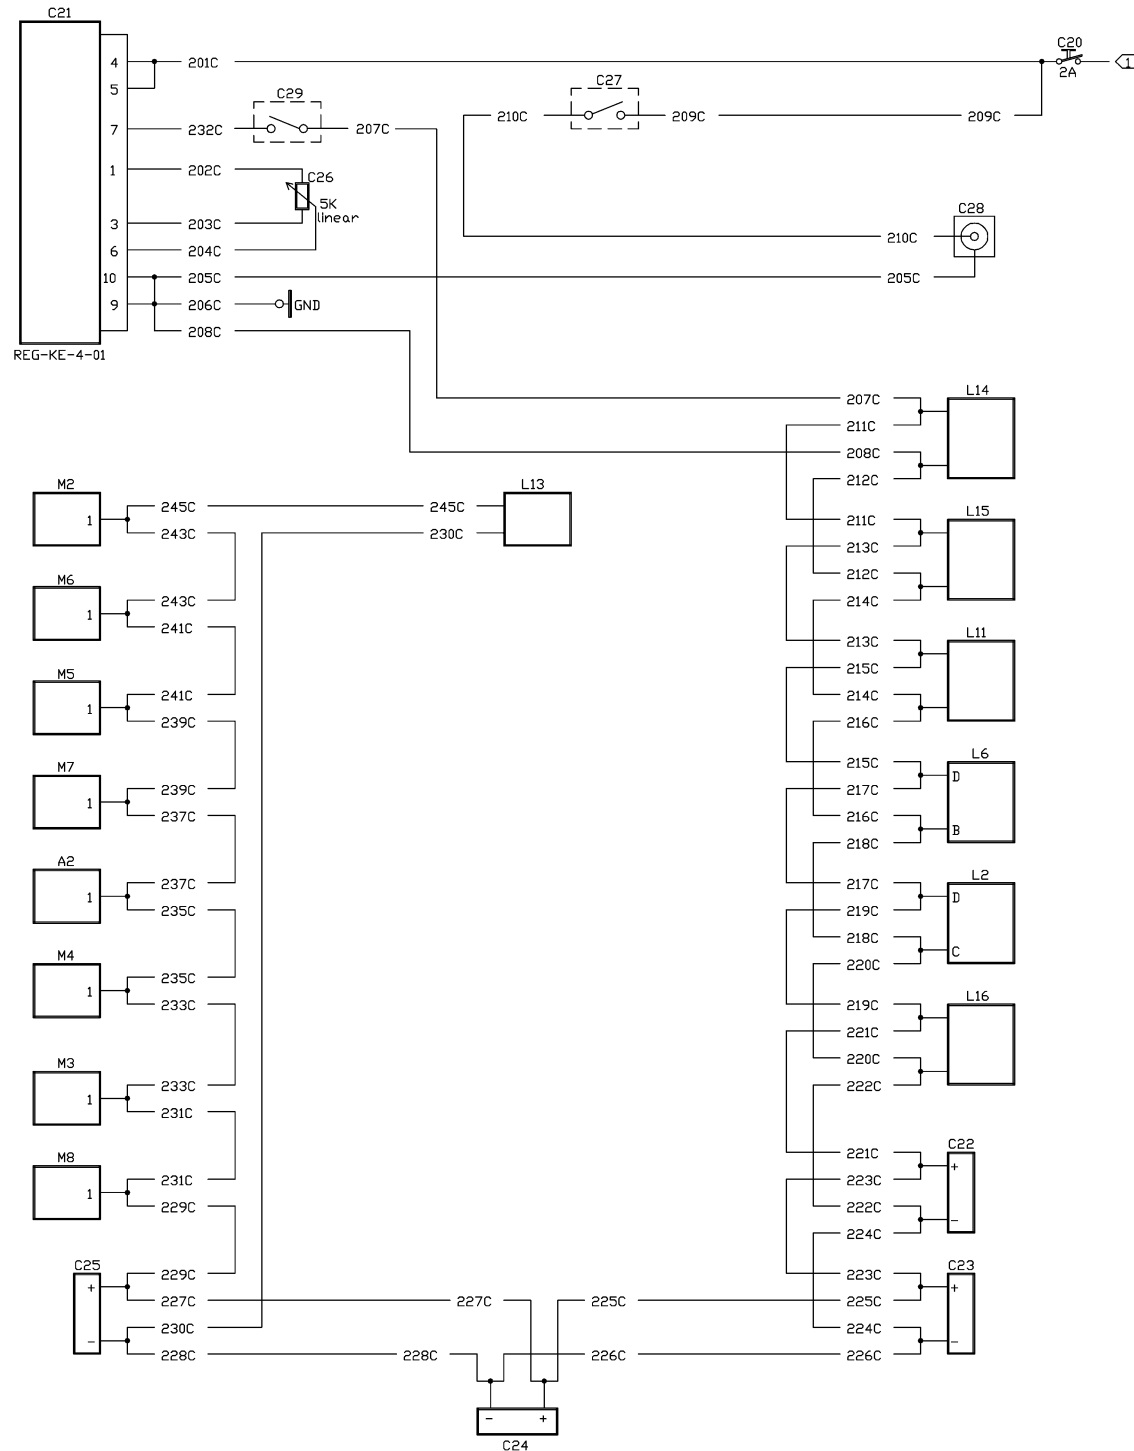 C21
C20
4 201C
2A
1
5
C29
C27
210C 209C 209C
7 232C 207C
1 202C
C26
5K
linear
3 203C
C28
6 204C
210C
10 205C 205C
9 206C GND
208C
REG-KE-4-01
L14
207C
211C
208C
212C
M2
L13
1
245C 245C
243C 230C
L15
211C
213C
212C
214C
M6
1
243C
241C
L11
213C
215C
214C
216C
M5
1
241C
239C
L6
215C
D
217C
216C
B
218C
M7
1
239C
237C
A2
1
237C
235C
L2
217C
D
219C
218C
C
220C
M4
1
235C
233C
L16
219C
221C
220C
222C
M3
1
233C
231C
M8
1
231C
229C
C22
221C
+
223C
222C
-
224C
C25
229C
+
227C 227C 225C
230C
-
228C 228C 226C
C23
223C
+
225C
224C
-
226C
- +
C24